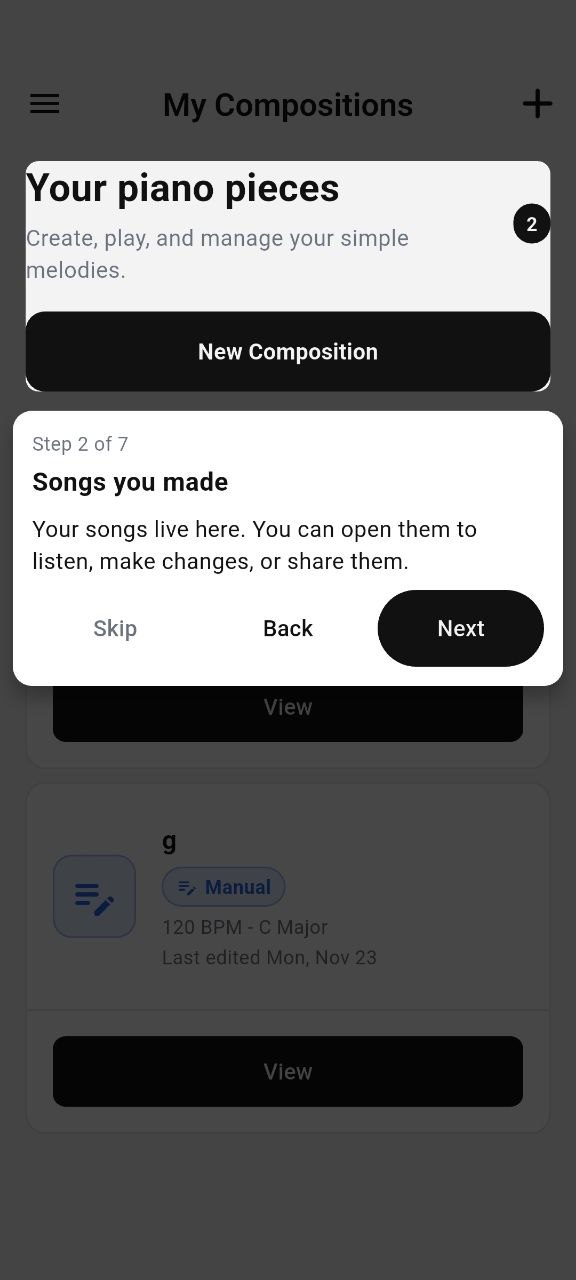 My Compositions
Your piano pieces
Create, play, and manage your simple
melodies.
2
New Composition
Step 2 of 7
Songs you made
Your songs live here. You can open them to
listen, make changes, or share them.
Skip
Back
Next
View
g
Manual
120 BPM - C Major
Last edited Mon, Nov 23
View